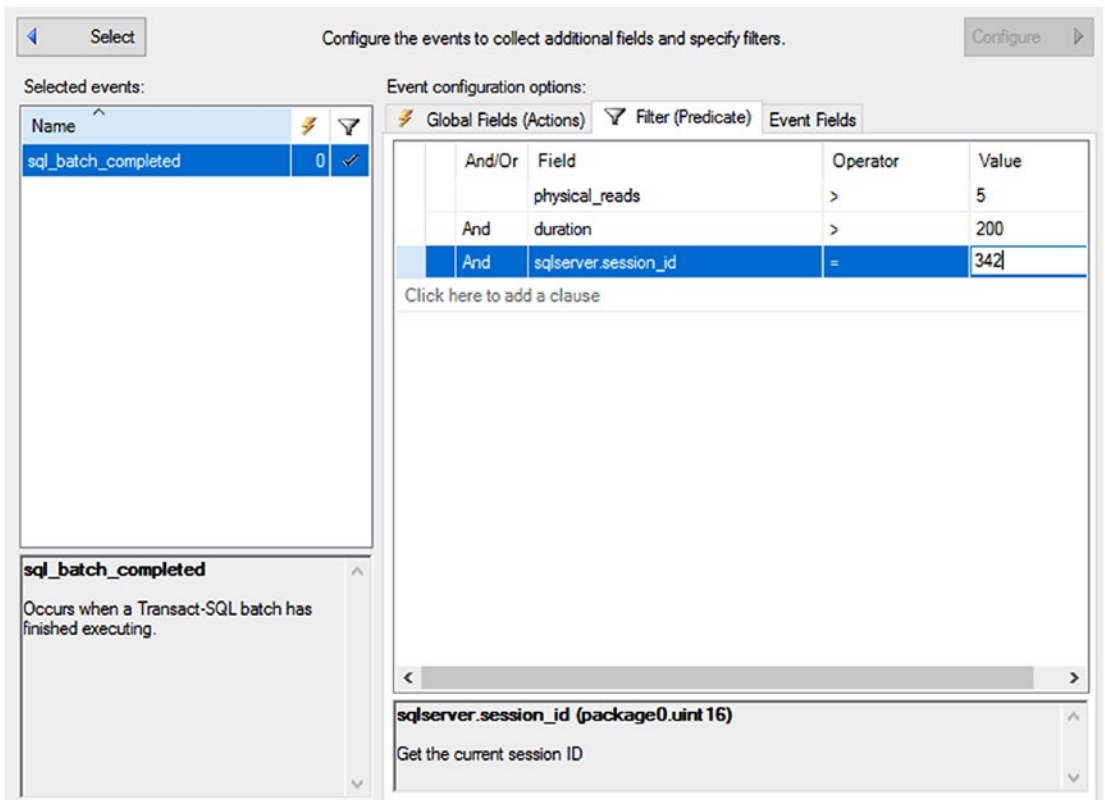 Select
Configure the events to collect additional fields and specify filters.
Configure
Selected events:
Name
sql_batch_completed 0
sql_batch_completed
Occurs when a Transact-SQL batch has
finished executing.
Event configuration options:
Global Fields (Actions) Filter (Predicate) Event Fields
And/Or Field Operator Value
physical_reads > 5
And duration > 200
And sqlserver.session_id = 342
Click here to add a clause
sqlserver.session_id (package0.uint16)
Get the current session ID